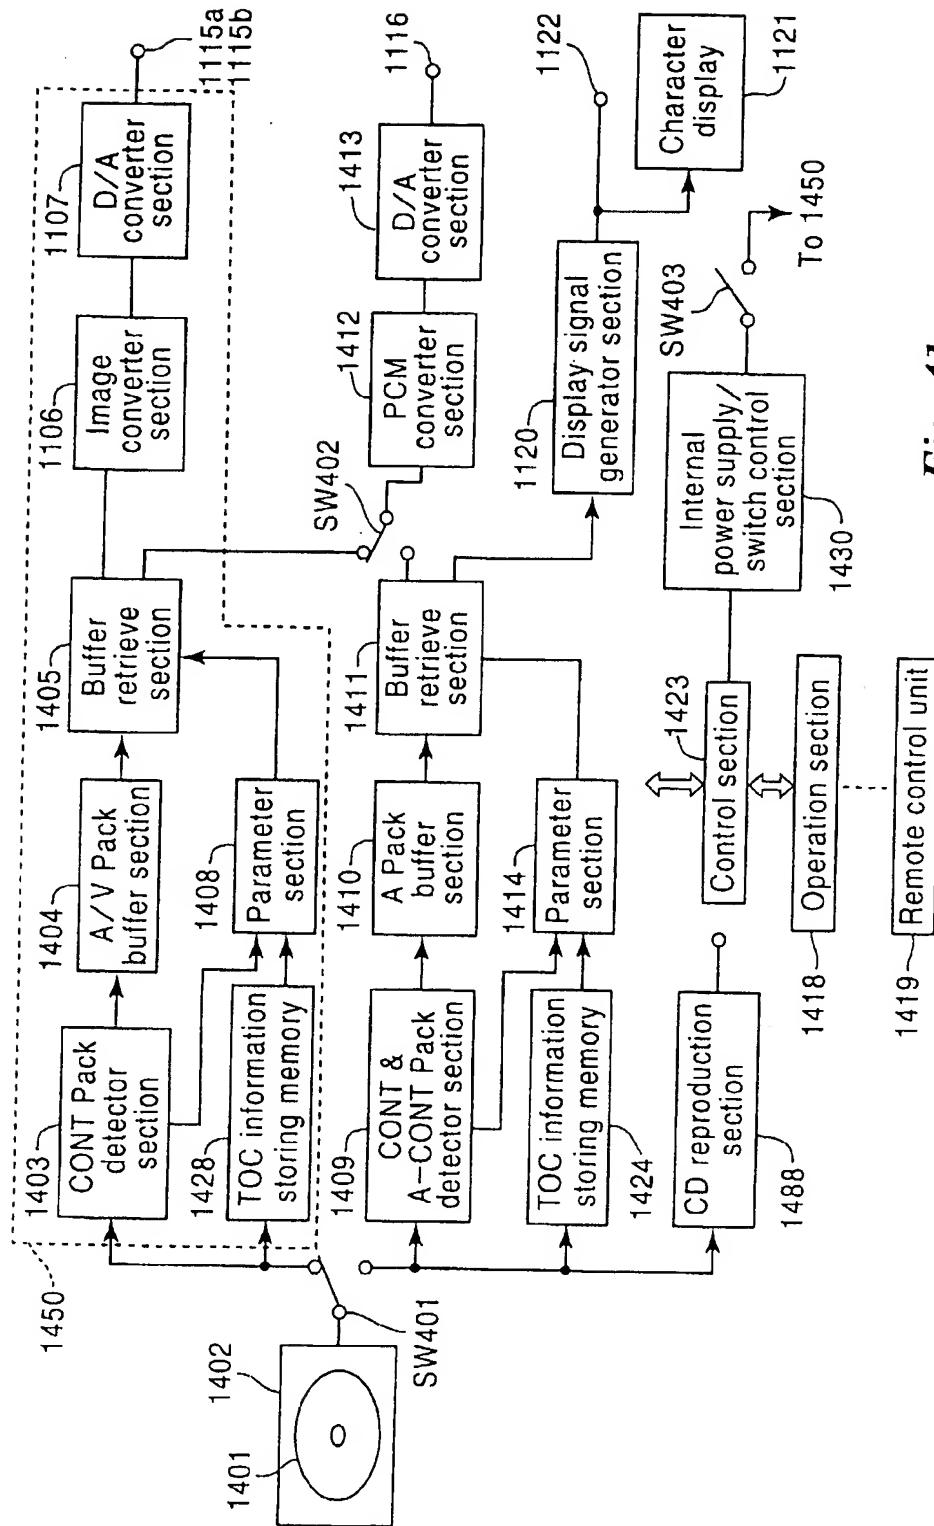 1450
1403
CONT Pack
detector
section
1404
A/V Pack
buffer section
1405
Buffer
retrieve
section
1106
Image
converter
section
1107
D/A
converter
section
1115a
1115b
1428
TOC information
storing memory
1408
Parameter
section
1402
1401
SW401
1409
CONT &
A-CONT Pack
detector section
1410
A Pack
buffer
section
1411
Buffer
retrieve
section
SW402
1412
PCM
converter
section
1413
D/A
converter
section
1116
TOC information
storing memory
1424
1414
Parameter
section
1120
Display signal
generator section
1122
Character
display
1121
CD reproduction
section
1488
1423
Control section
Operation section
1418
Remote control unit
1419
Internal
power supply/
switch control
section
1430
SW403
To 1450